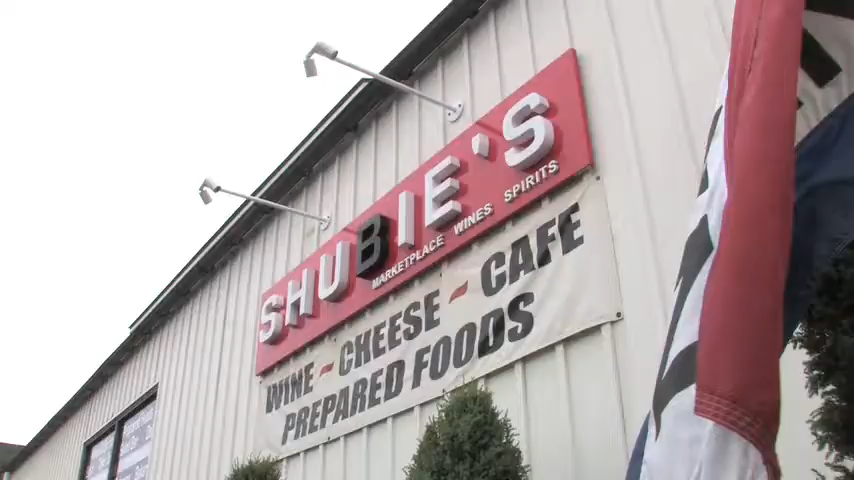 SHUBIE'S
MARKETPLACE WINES SPIRITS
WINE ~ CHEESE ~ CAFE
PREPARED FOODS